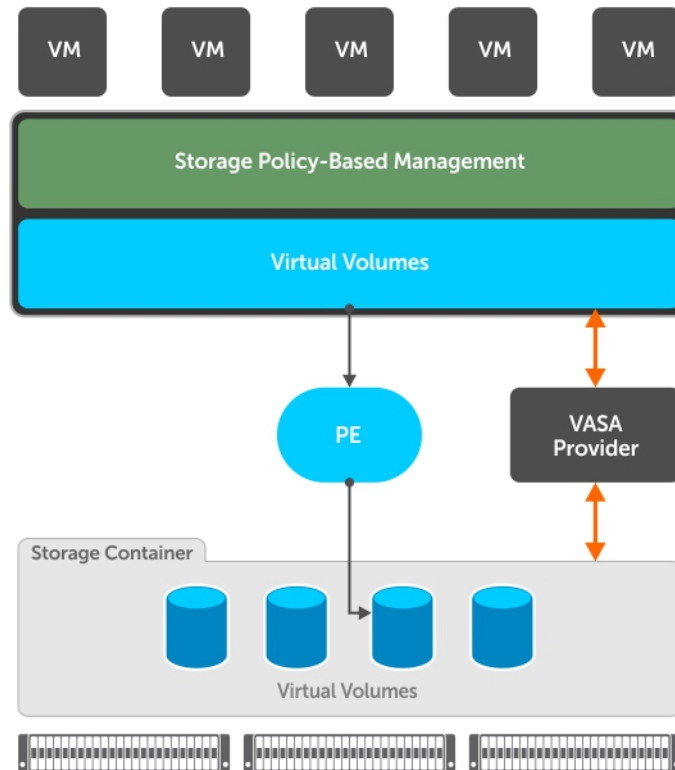 VM VM VM VM VM
Storage Policy-Based Management
Virtual Volumes
PE
VASA
Provider
Storage Container
Virtual Volumes